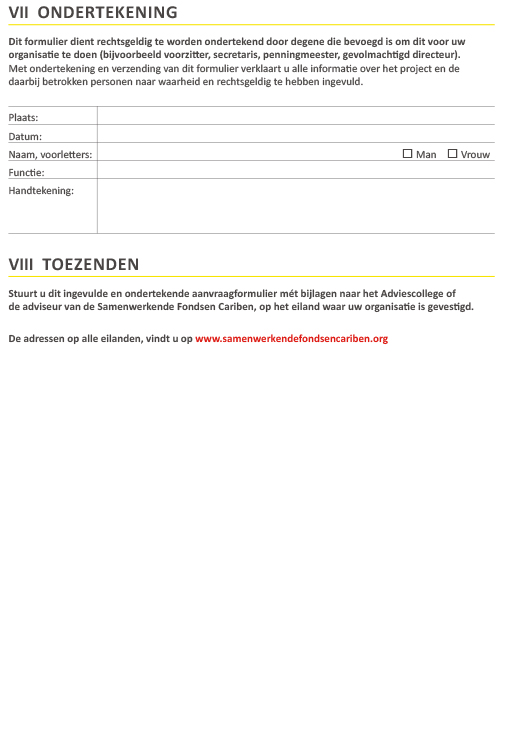 VII ONDERTEKENING
Dit formulier dient rechtsgeldig te worden ondertekend door degene die bevoegd is om dit voor uw
organisatie te doen (bijvoorbeeld voorzitter, secretaris, penningmeester, gevolmachtigd directeur).
Met ondertekening en verzending van dit formulier verklaart u alle informatie over het project en de
daarbij betrokken personen naar waarheid en rechtsgeldig te hebben ingevuld.
Plaats:
Datum:
Naam, voorletters: Man Vrouw
Functie:
Handtekening:
VIII TOEZENDEN
Stuurt u dit ingevulde en ondertekende aanvraagformulier mét bijlagen naar het Adviescollege of
de adviseur van de Samenwerkende Fondsen Cariben, op het eiland waar uw organisatie is gevestigd.
De adressen op alle eilanden, vindt u op www.samenwerkendefondsencariben.org